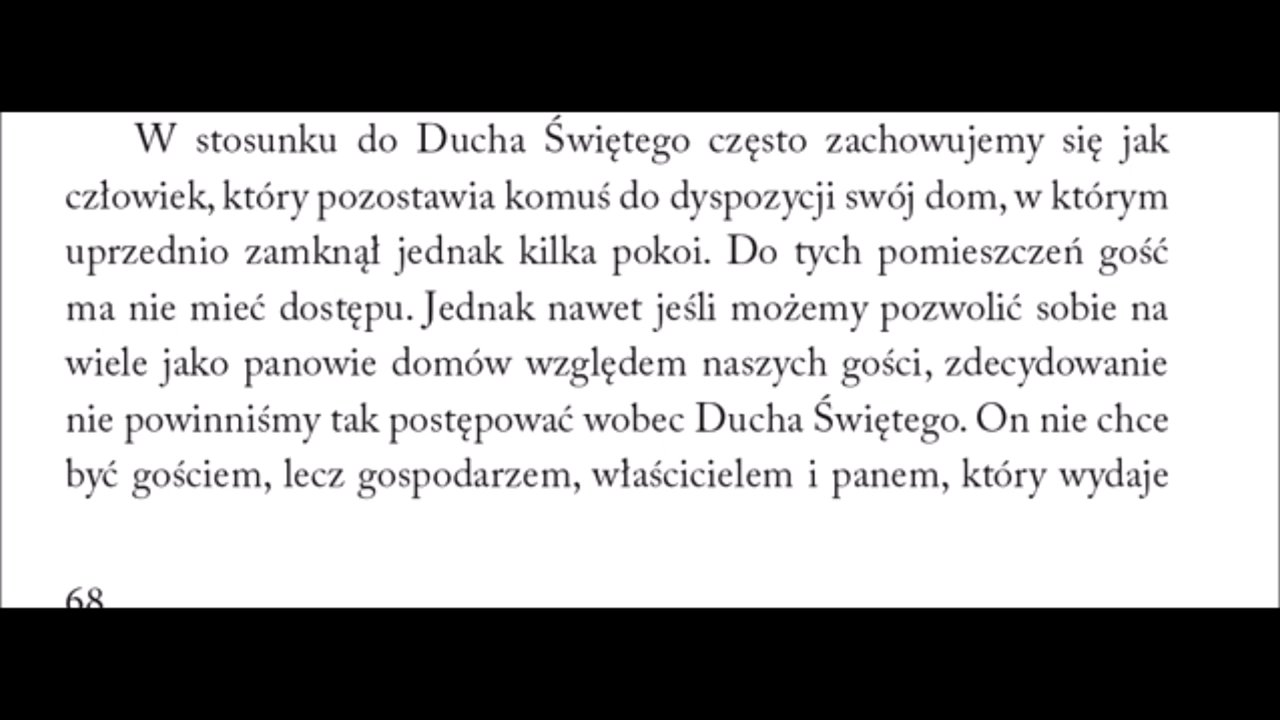 W stosunku do Ducha Świętego często zachowujemy się jak
człowiek, który pozostawia komuś do dyspozycji swój dom, w którym
uprzednio zamknął jednak kilka pokoi. Do tych pomieszczeń gość
ma nie mieć dostępu. Jednak nawet jeśli możemy pozwolić sobie na
wiele jako panowie domów względem naszych gości, zdecydowanie
nie powinniśmy tak postępować wobec Ducha Świętego. On nie chce
być gościem, lecz gospodarzem, właścicielem i panem, który wydaje
68